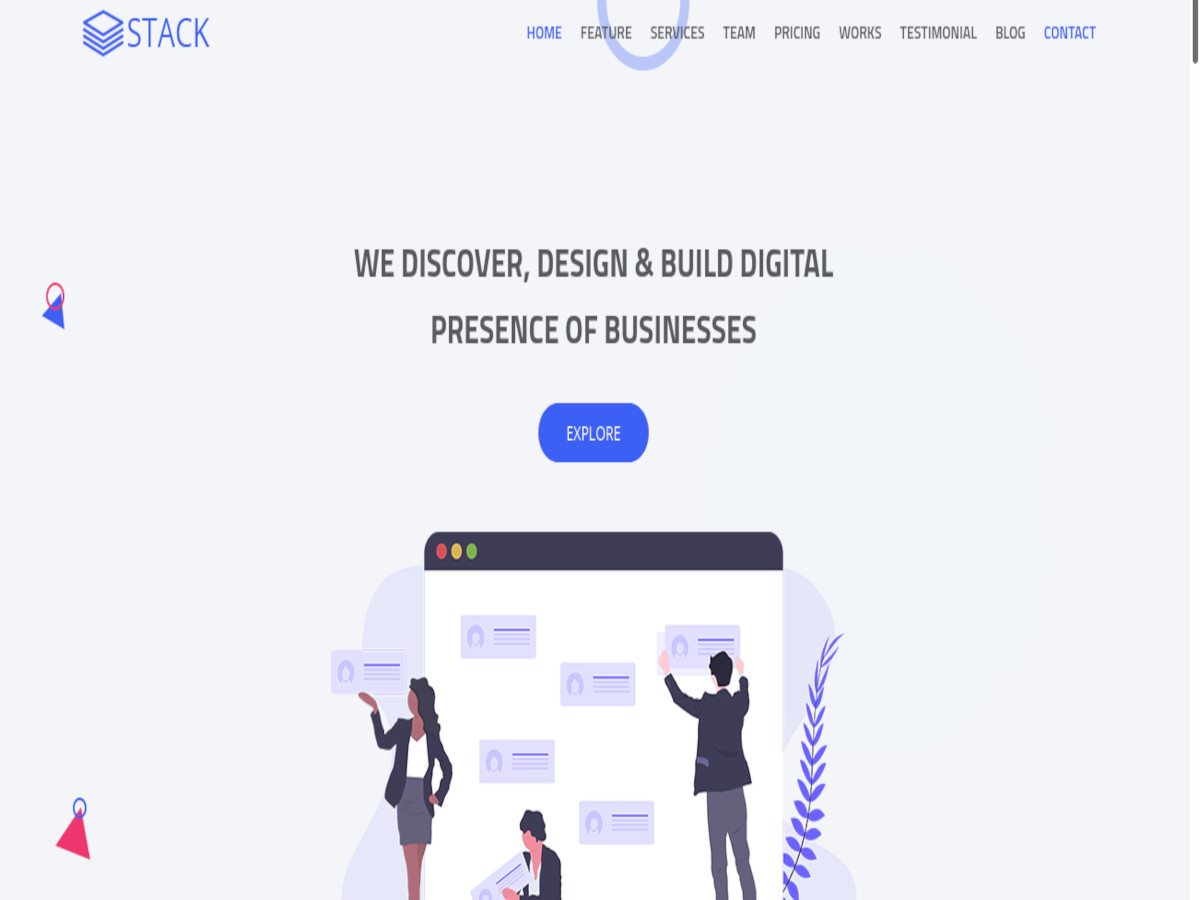 STACK
HOME FEATURE SERVICES TEAM PRICING WORKS TESTIMONIAL BLOG CONTACT
WE DISCOVER, DESIGN & BUILD DIGITAL
PRESENCE OF BUSINESSES
EXPLORE